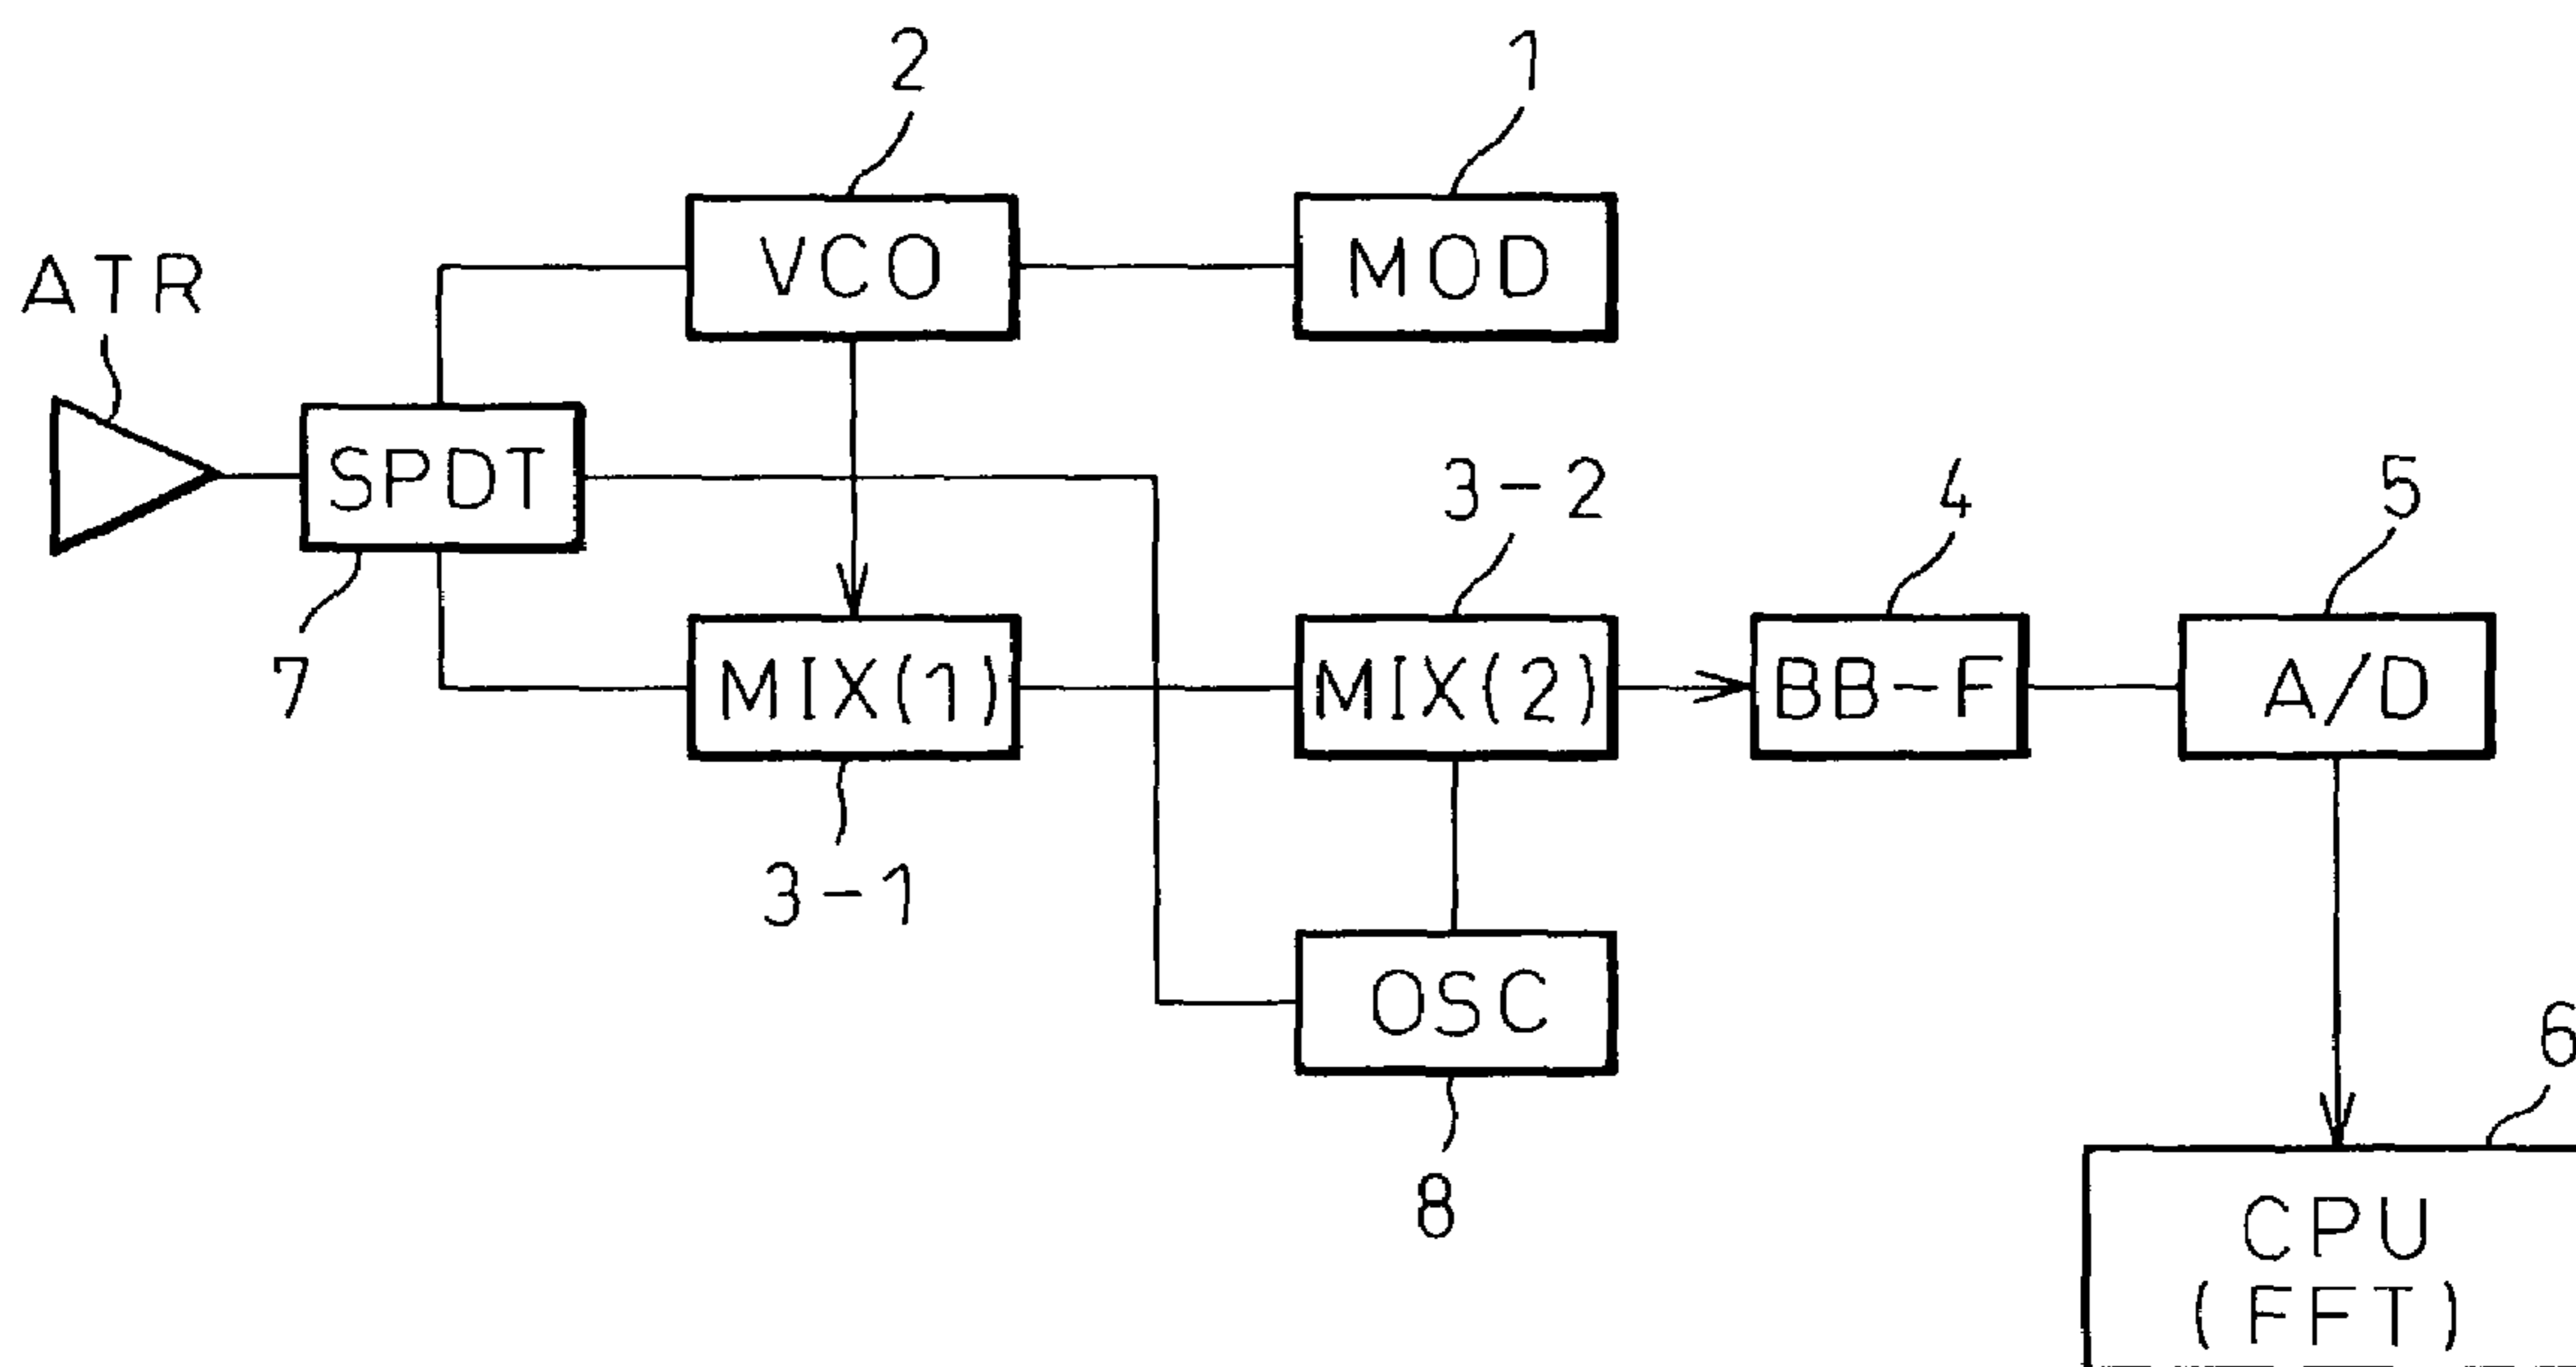 2
1
VCO
MOD
ATR
SPDT
3-2
4
5
7
MIX(1)
MIX(2)
BB-F
A/D
3-1
OSC
6
8
CPU
(FFT)